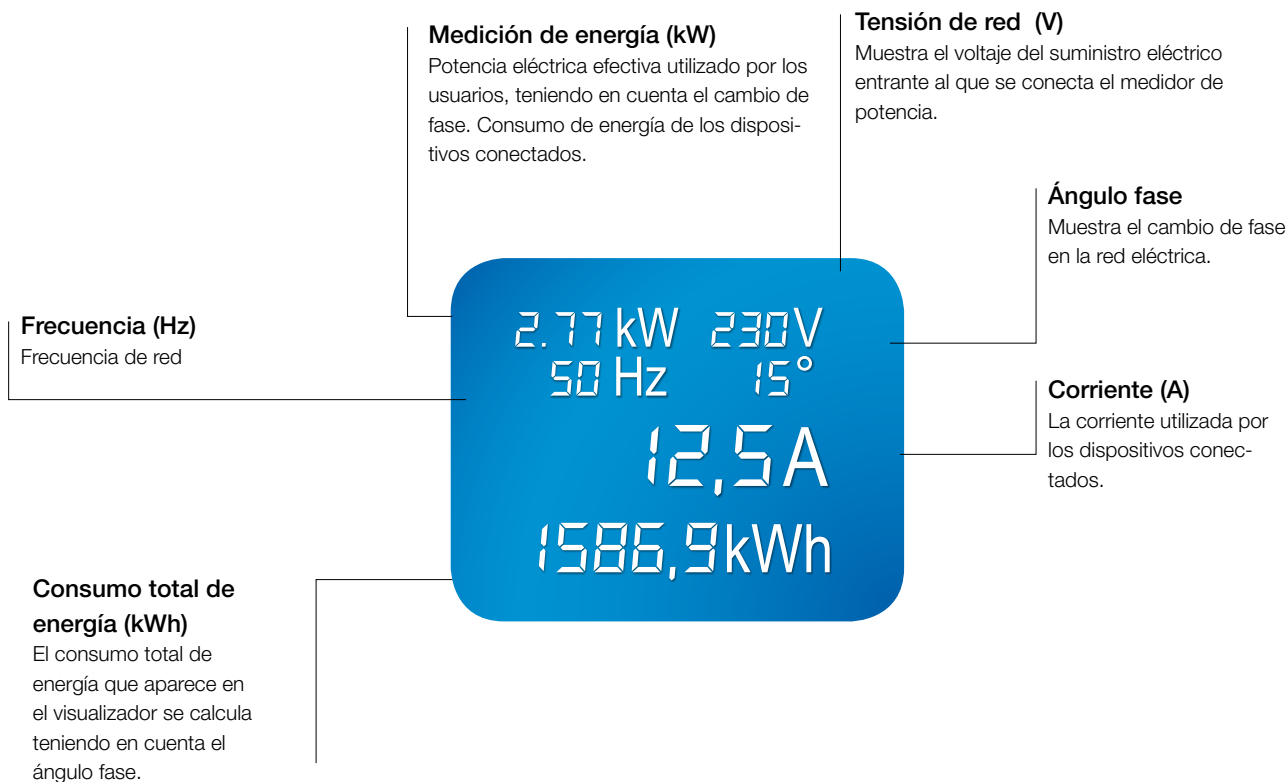 Medición de energía (kW)
Potencia eléctrica efectiva utilizado por los
usuarios, teniendo en cuenta el cambio de
fase. Consumo de energía de los disposi-
tivos conectados.
Tensión de red (V)
Muestra el voltaje del suministro eléctrico
entrante al que se conecta el medidor de
potencia.
Ángulo fase
Muestra el cambio de fase
en la red eléctrica.
Frecuencia (Hz)
Frecuencia de red
2.77 kW 230V
50 Hz 15°
12,5A
1586,9kWh
Corriente (A)
La corriente utilizada por
los dispositivos conec-
tados.
Consumo total de
energía (kWh)
El consumo total de
energía que aparece en
el visualizador se calcula
teniendo en cuenta el
ángulo fase.